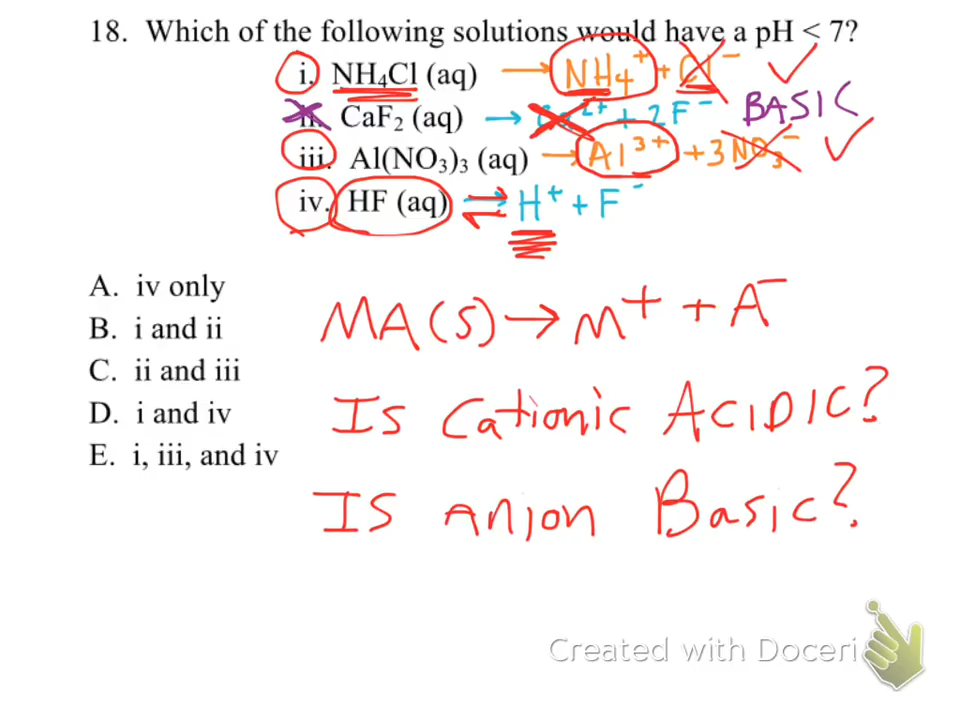 18. Which of the following solutions would have a pH < 7?
i. NH₄Cl (aq) → NH₄⁺ + Cl⁻ ✓
ii. CaF₂ (aq) → Ca²⁺ + 2F⁻ BASIC
iii. Al(NO₃)₃ (aq) → Al³⁺ + 3NO₃⁻ ✓
iv. HF (aq) ⇌ H⁺ + F⁻
A. iv only
B. i and ii
C. ii and iii
D. i and iv
E. i, iii, and iv
MA(s) → M⁺ + A⁻
Is Cationic ACIDIC?
Is Anion Basic?
Created with Doceri